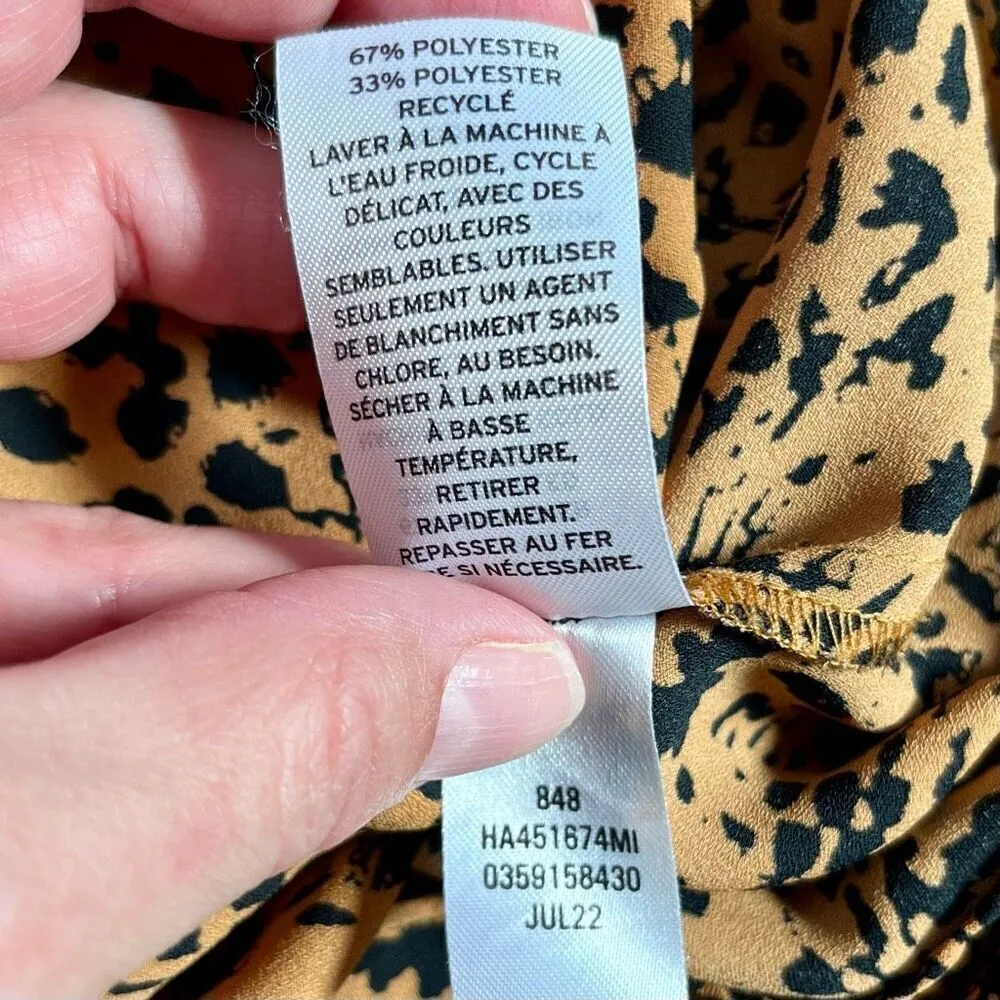 67% POLYESTER
33% POLYESTER
RECYCLÉ
LAVER À LA MACHINE À
L'EAU FROIDE, CYCLE
DÉLICAT, AVEC DES
COULEURS
SEMBLABLES. UTILISER
SEULEMENT UN AGENT
DE BLANCHIMENT SANS
CHLORE, AU BESOIN.
SÉCHER À LA MACHINE
À BASSE
TEMPÉRATURE,
RETIRER
RAPIDEMENT.
REPASSER AU FER
SI NÉCESSAIRE.
848
HA451674MI
0359158430
JUL22